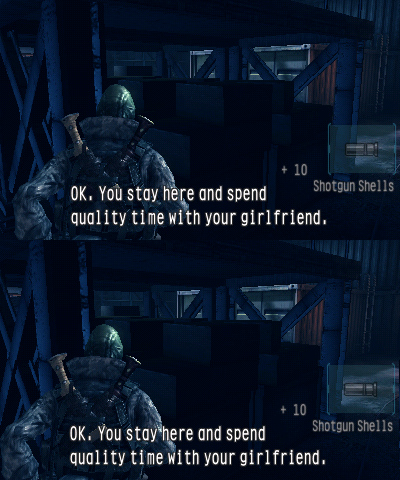 + 10
Shotgun Shells
OK. You stay here and spend
quality time with your girlfriend.
+ 10
Shotgun Shells
OK. You stay here and spend
quality time with your girlfriend.